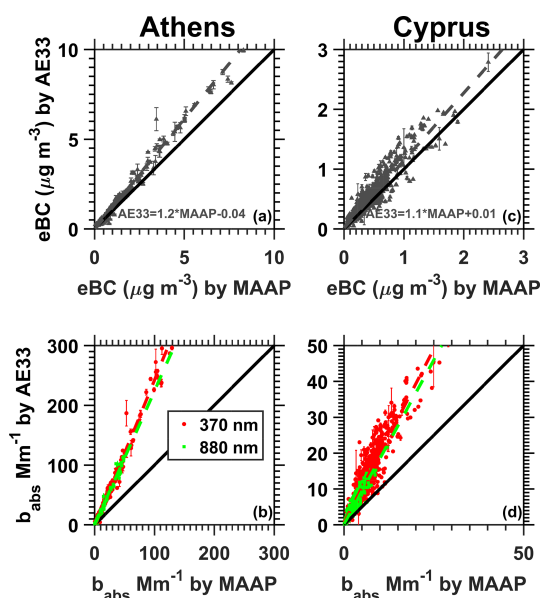 Athens
Cyprus
eBC (μg m-3) by AE33
10
5
0
AE33=1.2*MAAP-0.04
(a)
0 5 10
eBC (μg m-3) by MAAP
3
2
1
0
AE33=1.1*MAAP+0.01
(c)
0 1 2 3
eBC (μg m-3) by MAAP
babs Mm-1 by AE33
300
200
100
0
370 nm
880 nm
(b)
0 100 200 300
babs Mm-1 by MAAP
50
40
30
20
10
0
(d)
0 50
babs Mm-1 by MAAP